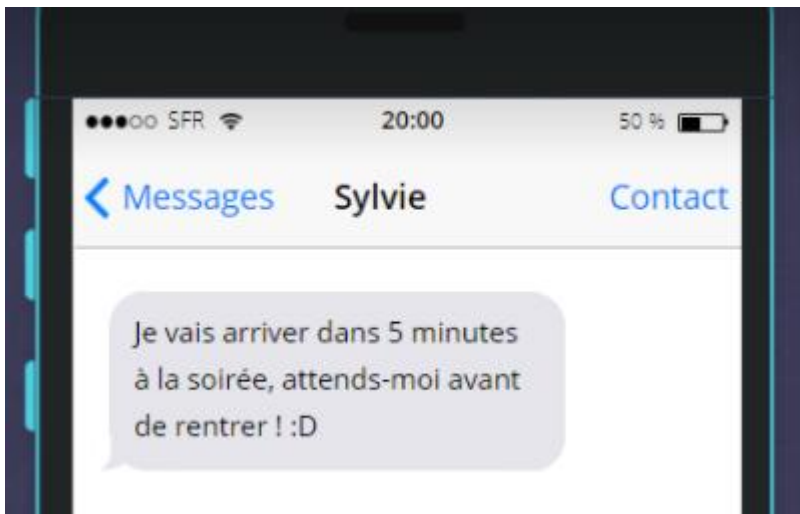 SFR 20:00 50 %
Messages Sylvie Contact
Je vais arriver dans 5 minutes
à la soirée, attends-moi avant
de rentrer ! :D